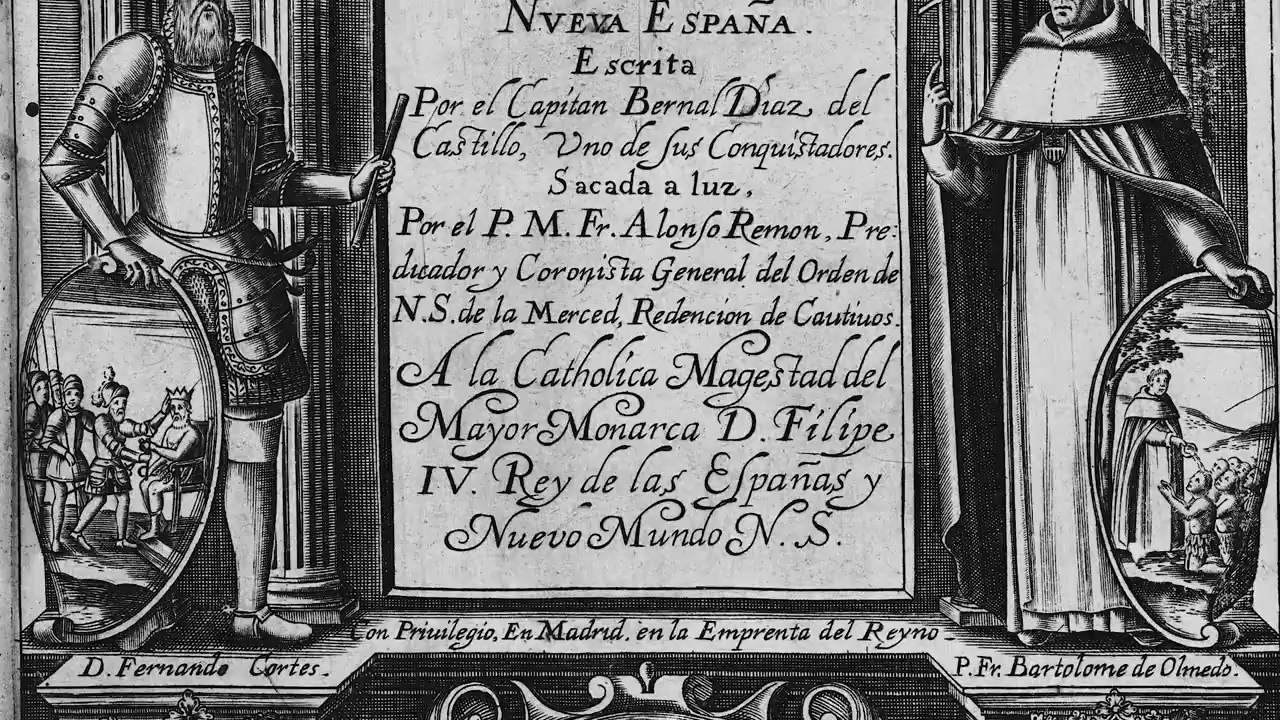 NVEVA ESPAÑA.
Escrita
Por el Capitan Bernal Diaz del
Castillo, Vno de sus Conquistadores.
Sacada a luz,
Por el P. M. Fr. Alonso Remon, Pre:
dicador y Coronista General del Orden de
N.S. de la Merced, Redencion de Cautiuos.
A la Catholica Magestad del
Mayor Monarca D. Filipe
IV. Rey de las Españas y
Nuevo Mundo N. S.
Con Priuilegio, En Madrid. en la Emprenta del Reyno.
D. Fernando Cortes.
P. Fr. Bartolome de Olmedo.